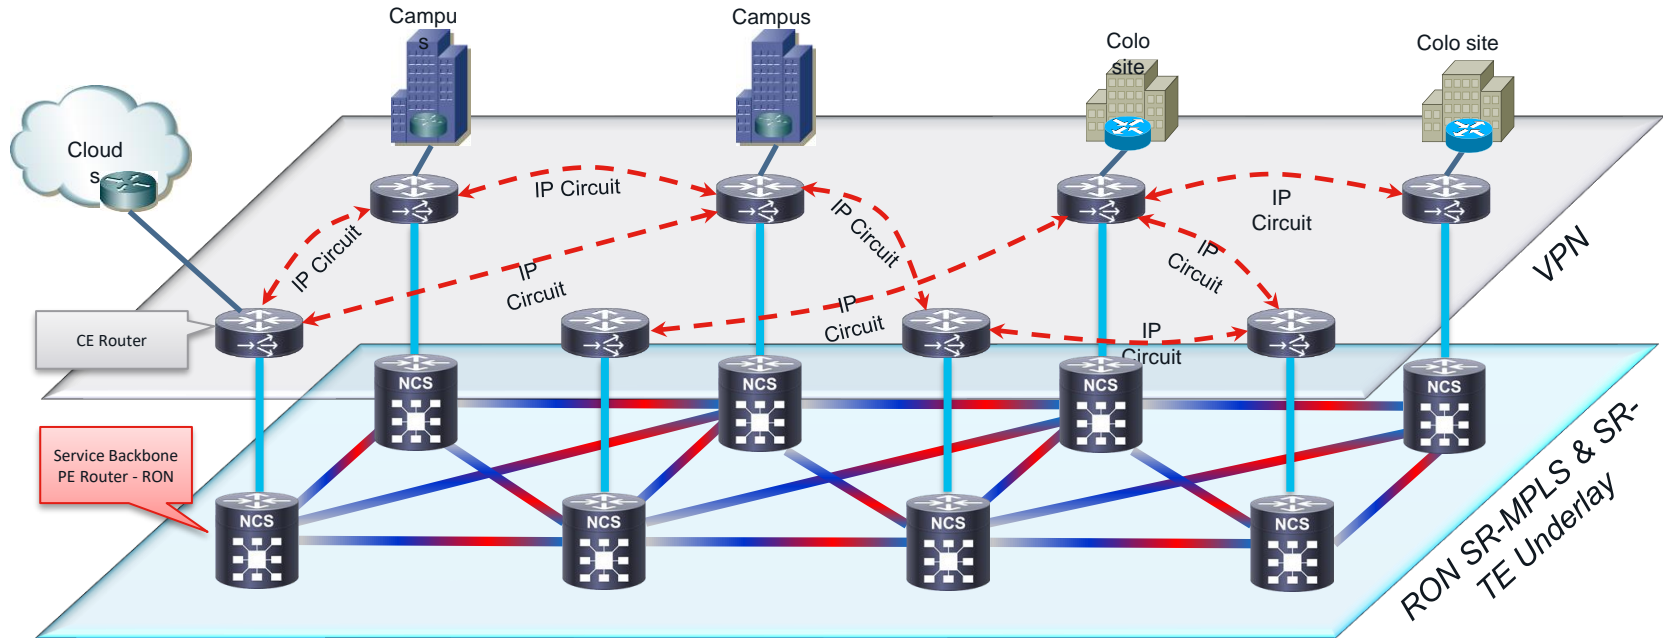 Campu
s
Campus
Colo
site
Colo site
Cloud
s
IP Circuit
IP Circuit
IP
Circuit
IP Circuit
IP
Circuit
IP
Circuit
IP
Circuit
IP
Circuit
VPN
CE Router
NCS
NCS
NCS
NCS
Service Backbone
PE Router - RON
NCS
NCS
NCS
NCS
RON SR-MPLS & SR-
TE Underlay